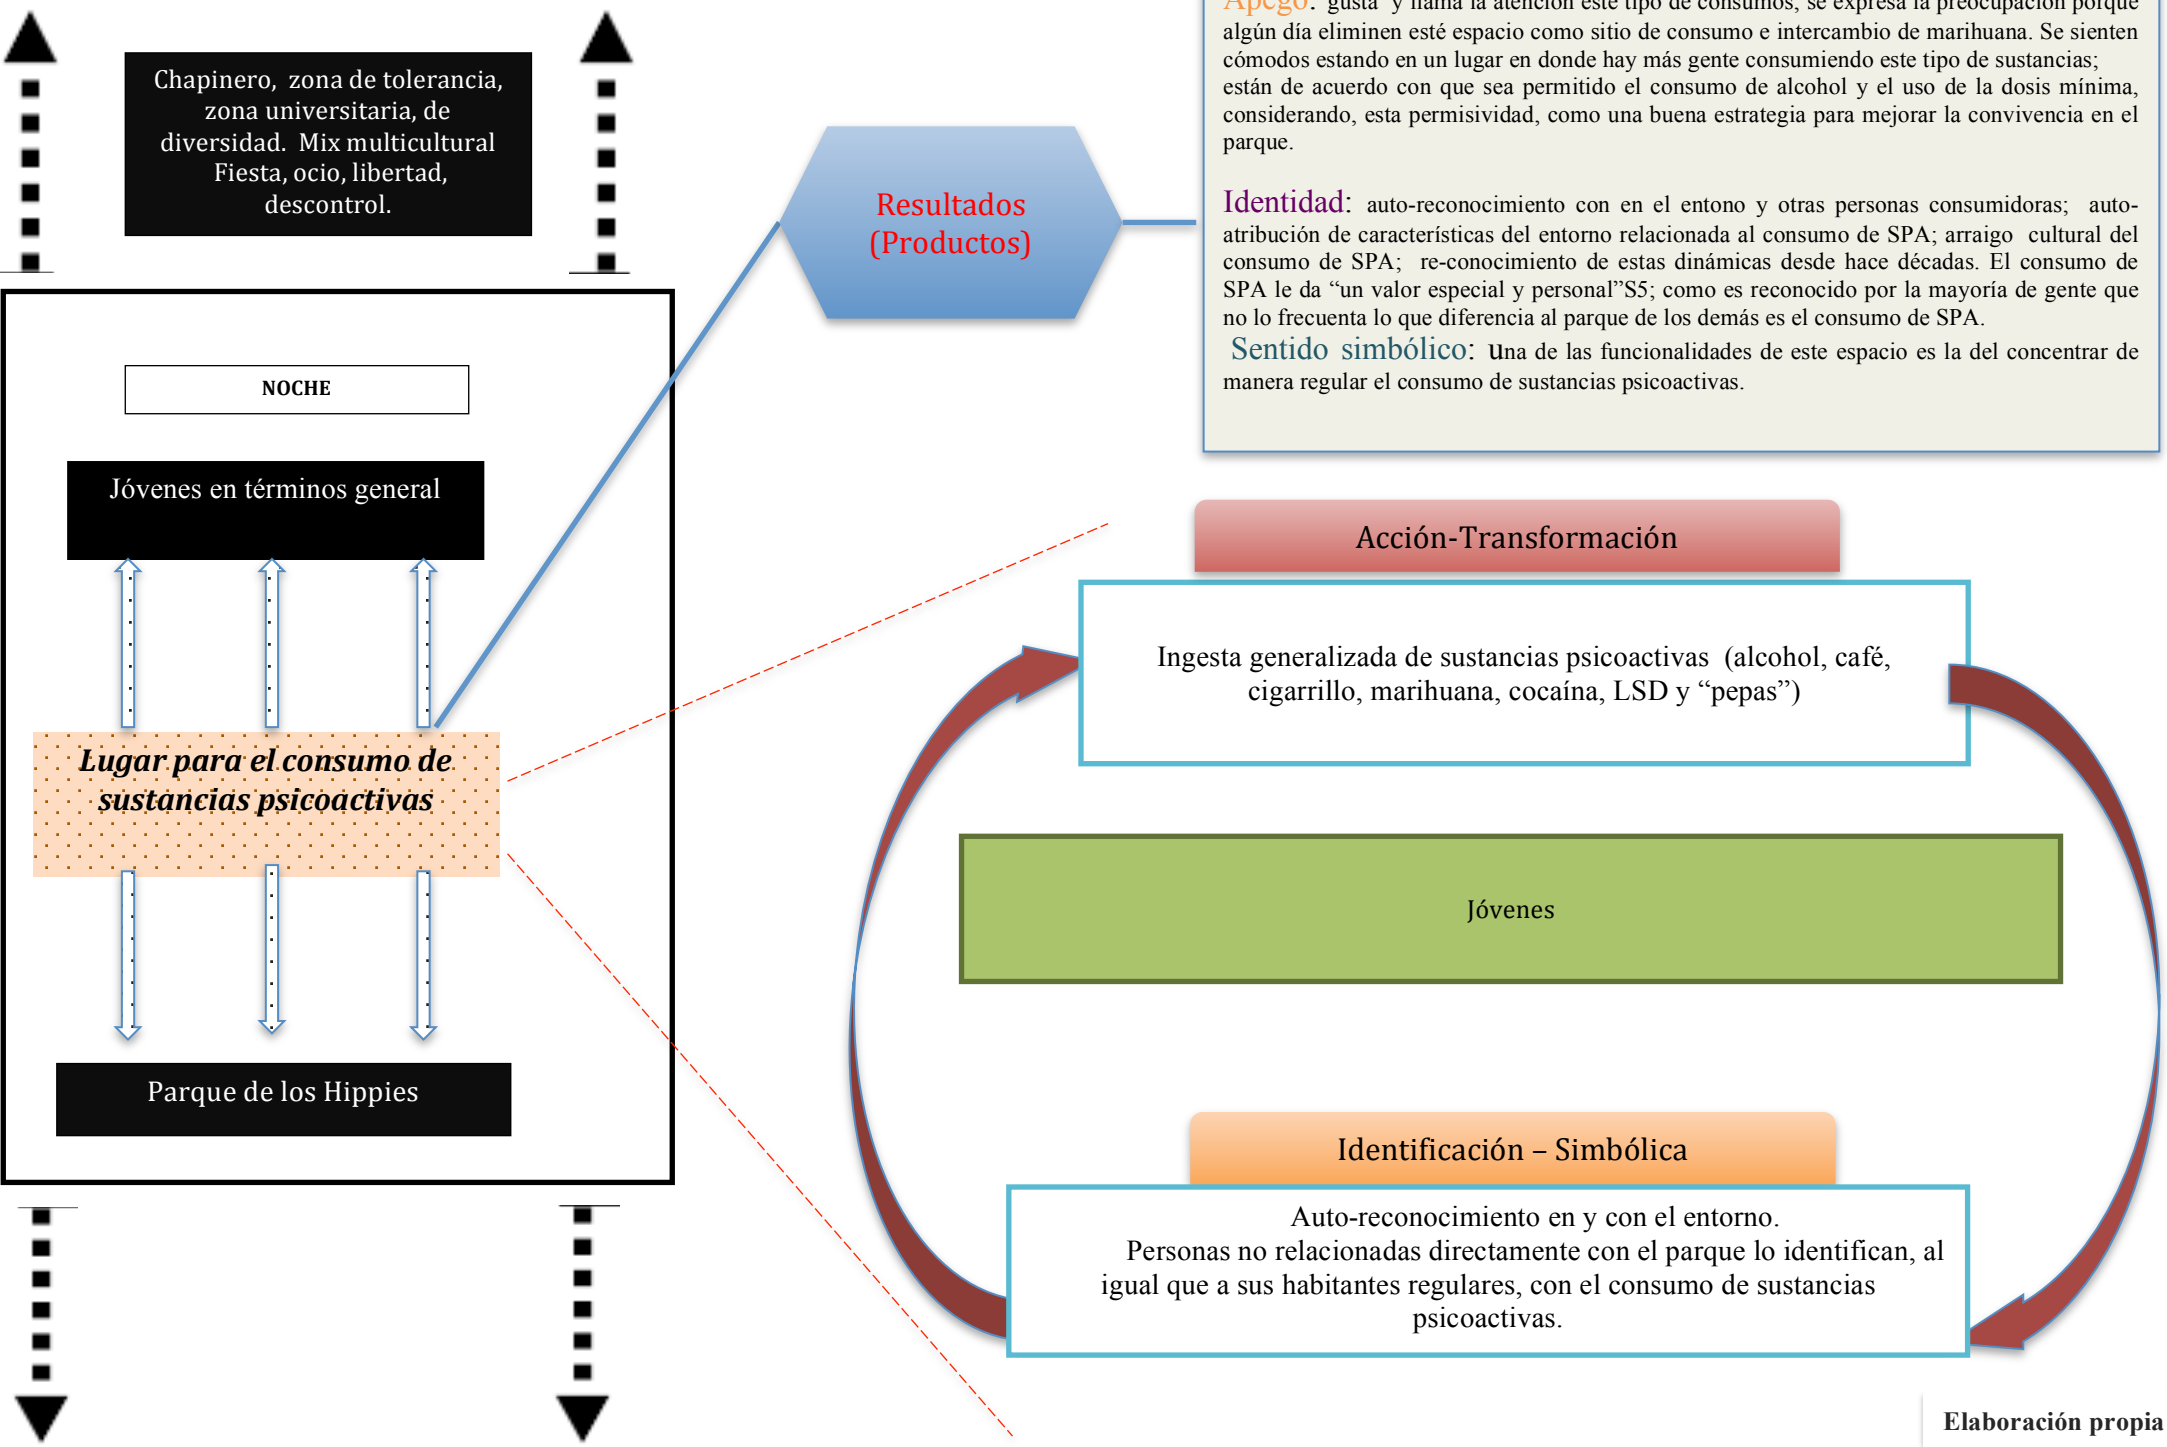 Chapinero, zona de tolerancia,
zona universitaria, de
diversidad. Mix multicultural
Fiesta, ocio, libertad,
descontrol.
NOCHE
Jóvenes en términos general
Lugar para el consumo de
sustancias psicoactivas
Parque de los Hippies
Resultados
(Productos)
Apego: gusta y llama la atención este tipo de consumos, se expresa la preocupación porque
algún día eliminen esté espacio como sitio de consumo e intercambio de marihuana. Se sienten
cómodos estando en un lugar en donde hay más gente consumiendo este tipo de sustancias;
están de acuerdo con que sea permitido el consumo de alcohol y el uso de la dosis mínima,
considerando, esta permisividad, como una buena estrategia para mejorar la convivencia en el
parque.
Identidad: auto-reconocimiento con en el entono y otras personas consumidoras; auto-
atribución de características del entorno relacionada al consumo de SPA; arraigo cultural del
consumo de SPA; re-conocimiento de estas dinámicas desde hace décadas. El consumo de
SPA le da “un valor especial y personal”S5; como es reconocido por la mayoría de gente que
no lo frecuenta lo que diferencia al parque de los demás es el consumo de SPA.
Sentido simbólico: una de las funcionalidades de este espacio es la del concentrar de
manera regular el consumo de sustancias psicoactivas.
Acción-Transformación
Ingesta generalizada de sustancias psicoactivas (alcohol, café,
cigarrillo, marihuana, cocaína, LSD y “pepas”)
Jóvenes
Identificación – Simbólica
Auto-reconocimiento en y con el entorno.
Personas no relacionadas directamente con el parque lo identifican, al
igual que a sus habitantes regulares, con el consumo de sustancias
psicoactivas.
Elaboración propia